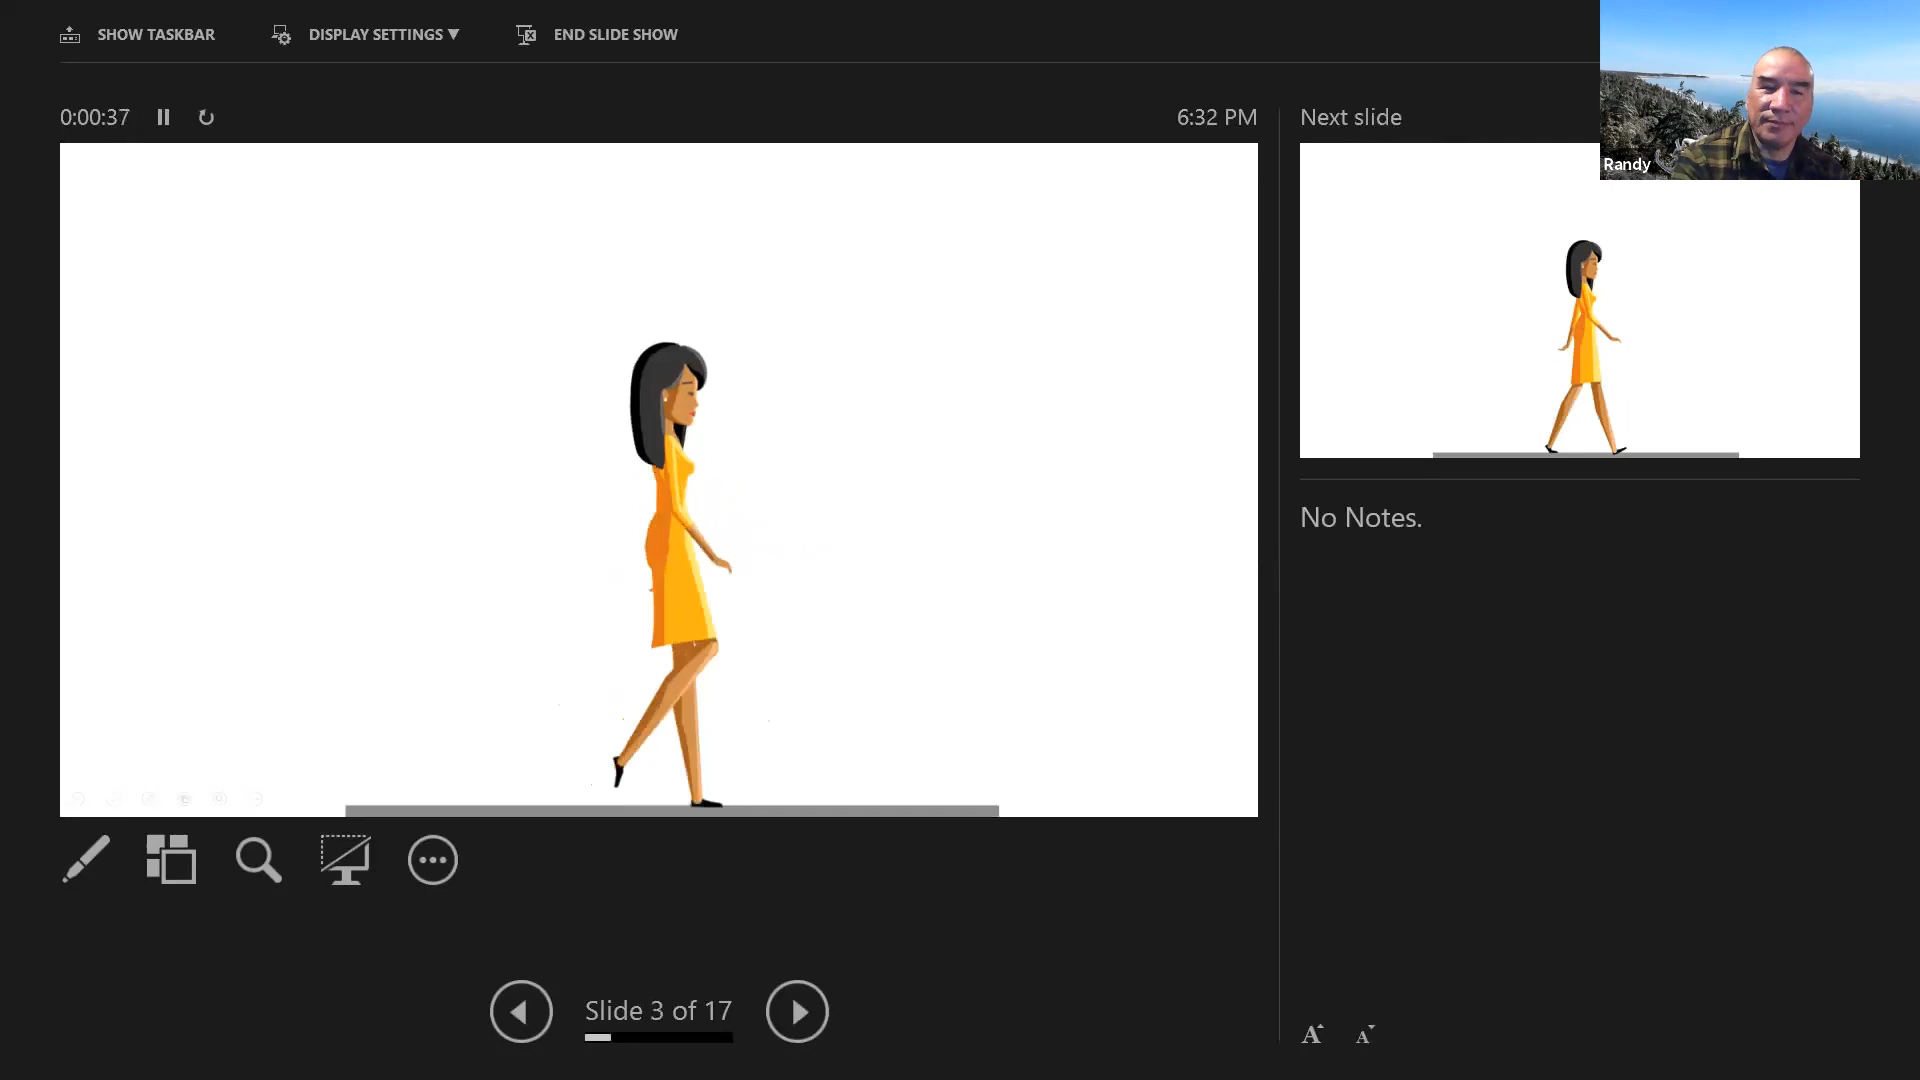 SHOW TASKBAR
DISPLAY SETTINGS ▼
END SLIDE SHOW
0:00:37
6:32 PM
Next slide
Randy
No Notes.
Slide 3 of 17
A A